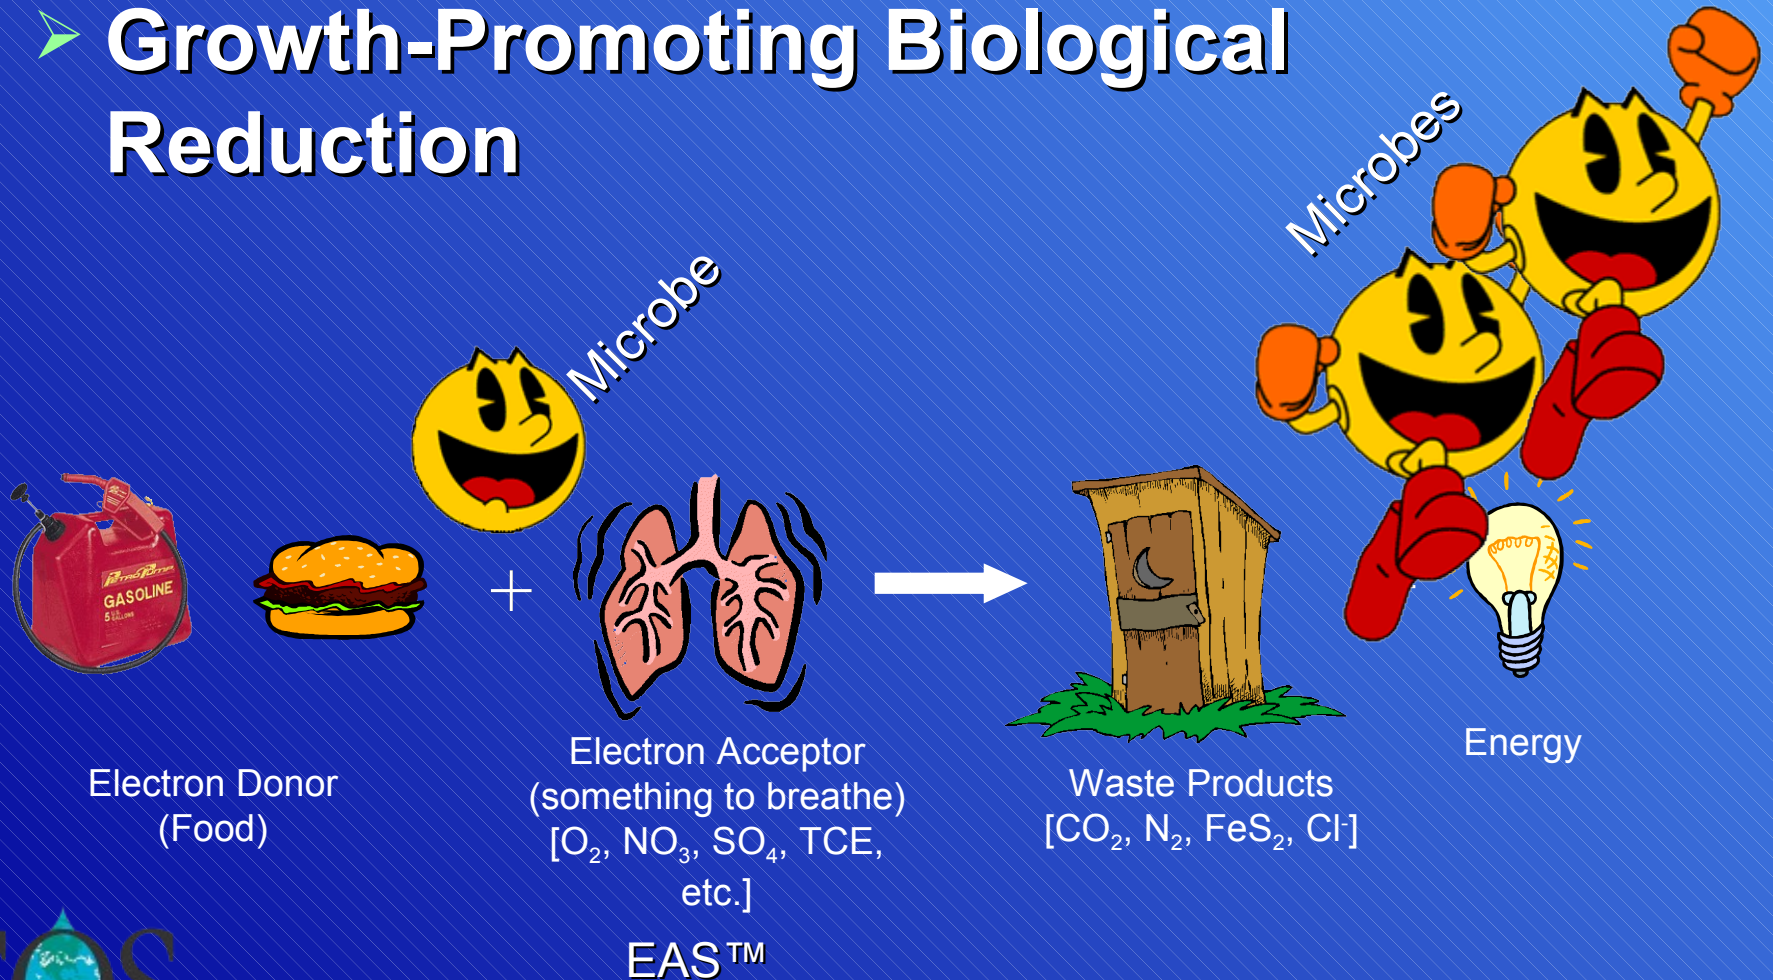 Growth-Promoting Biological
Reduction
Microbe
Microbes
GASOLINE
Electron Donor
(Food)
Electron Acceptor
(something to breathe)
[O₂, NO₃, SO₄, TCE,
etc.]
EAS™
Waste Products
[CO₂, N₂, FeS₂, Cl⁻]
Energy